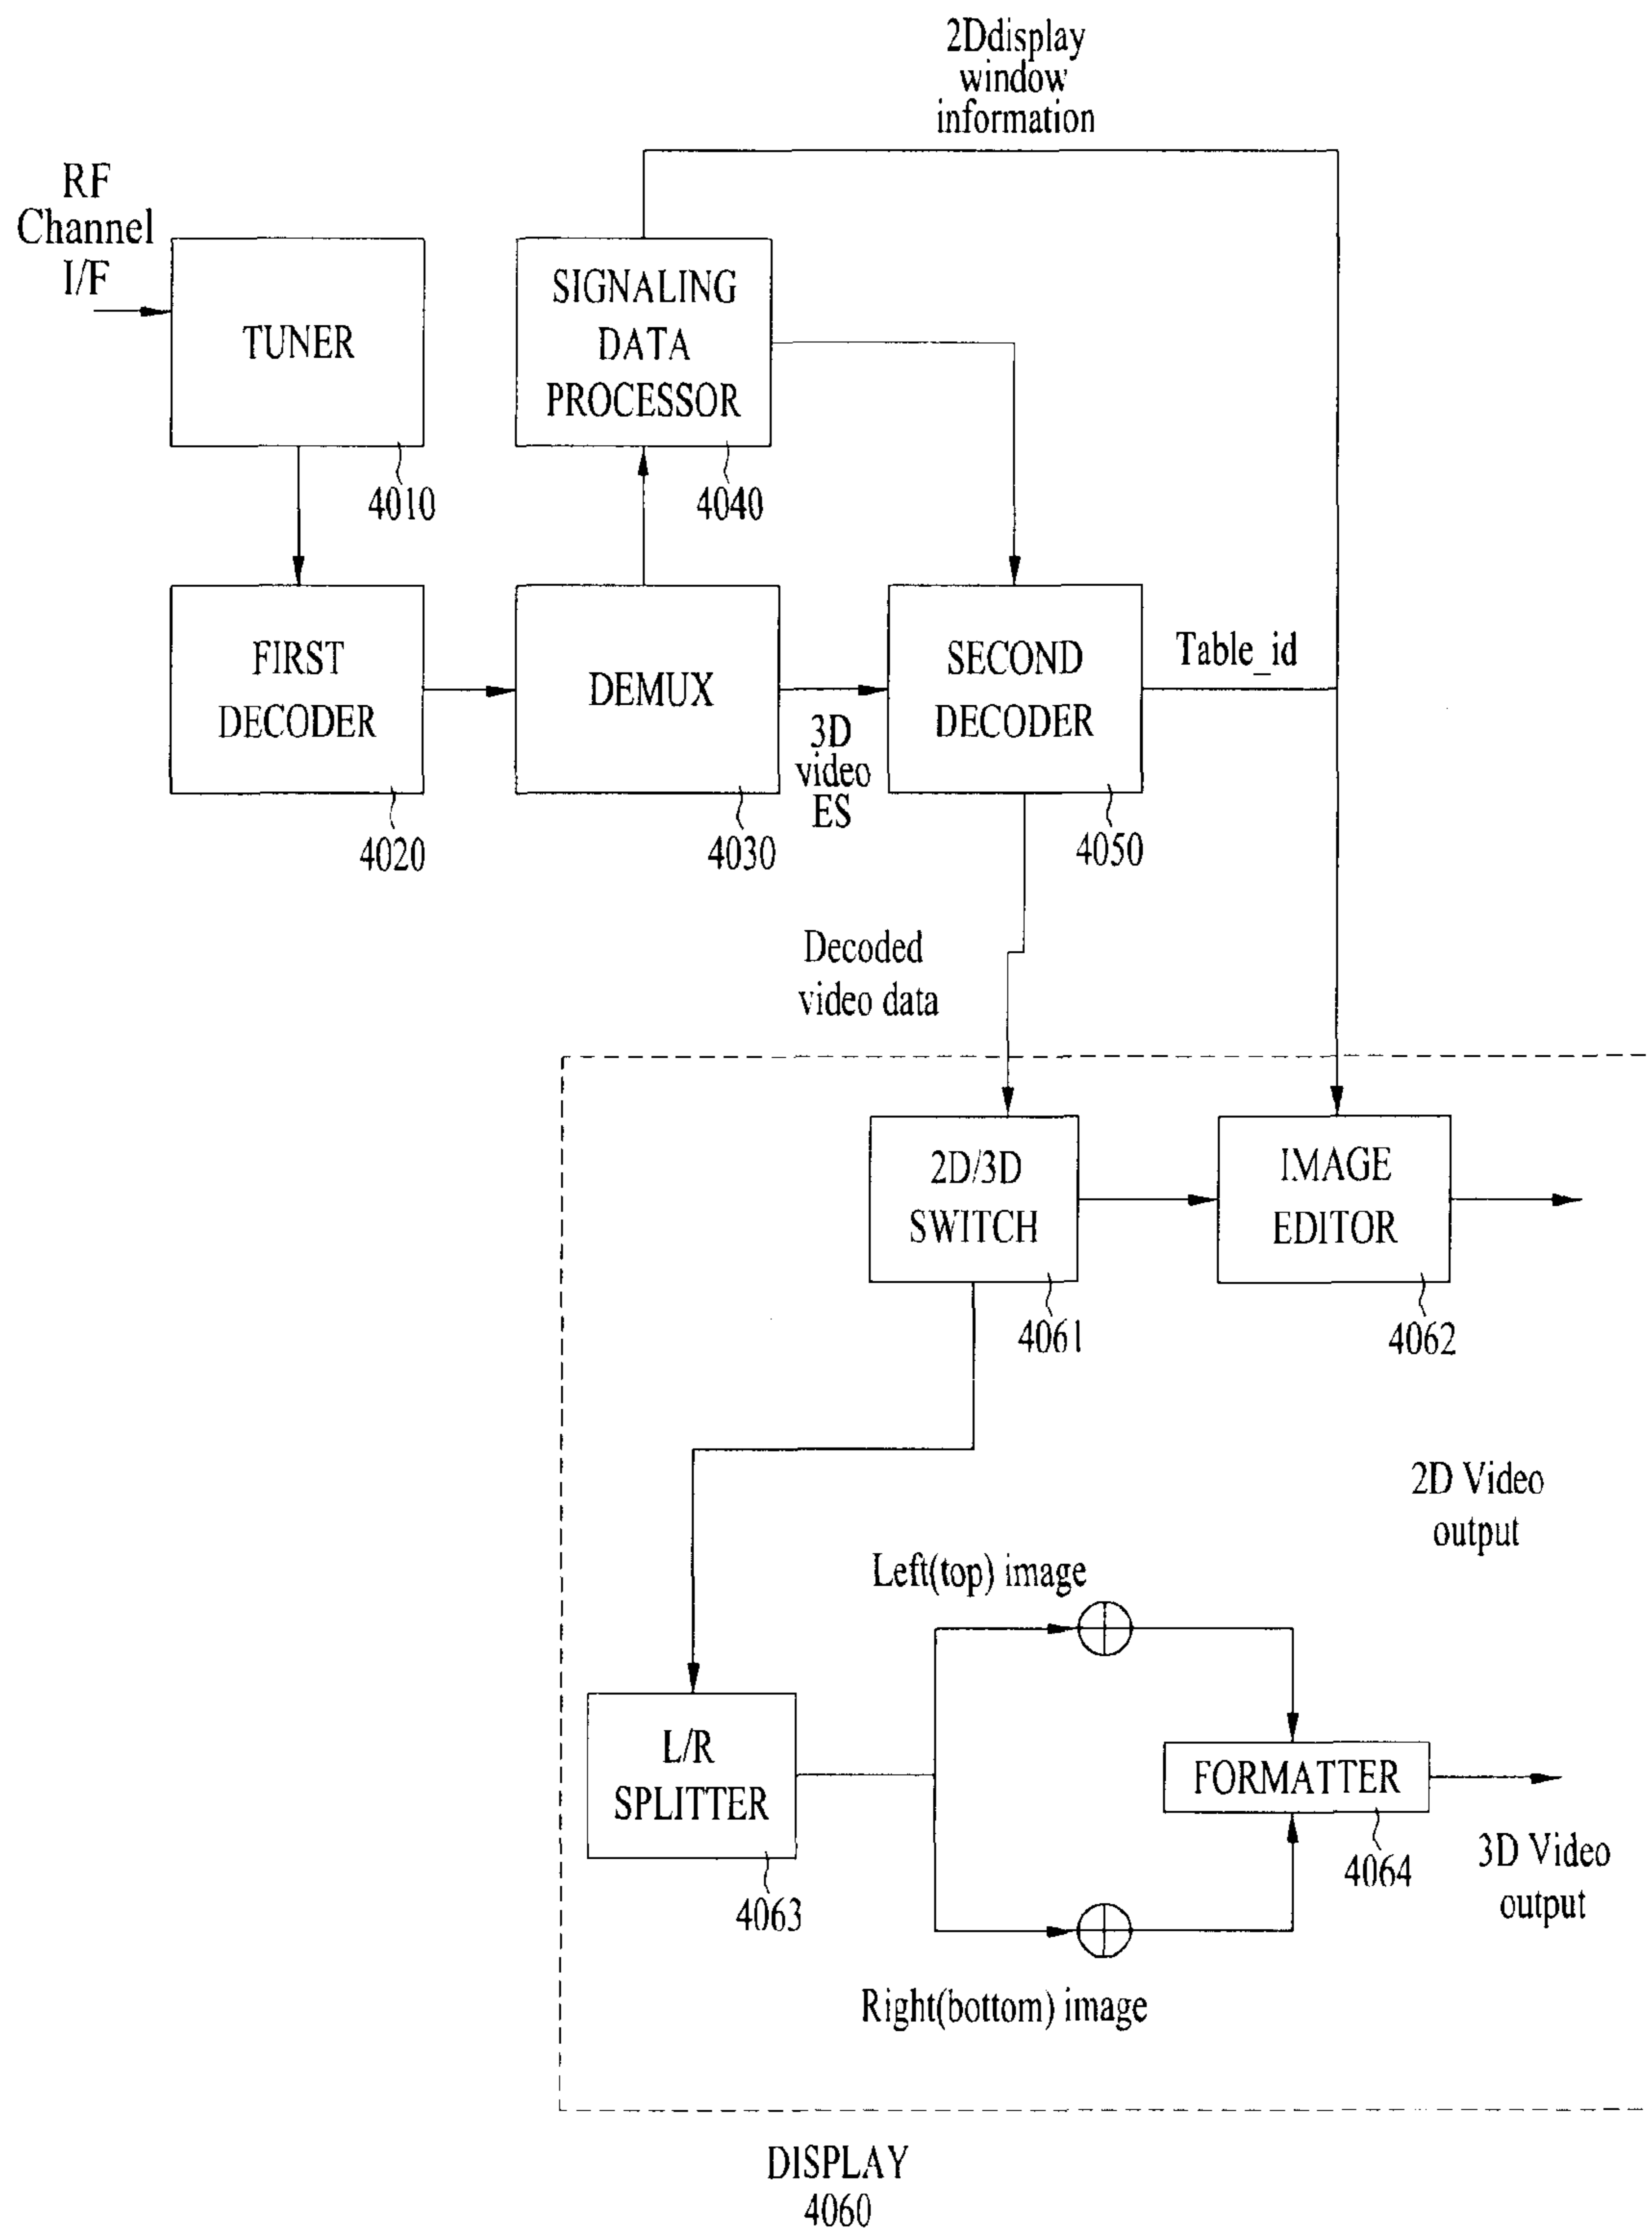 2Ddisplay
window
information
RF
Channel
I/F
TUNER
4010
SIGNALING
DATA
PROCESSOR
4040
FIRST
DECODER
4020
DEMUX
4030
3D
video
ES
SECOND
DECODER
4050
Table_id
Decoded
video data
2D/3D
SWITCH
4061
IMAGE
EDITOR
4062
2D Video
output
Left(top) image
L/R
SPLITTER
4063
FORMATTER
4064
3D Video
output
Right(bottom) image
DISPLAY
4060